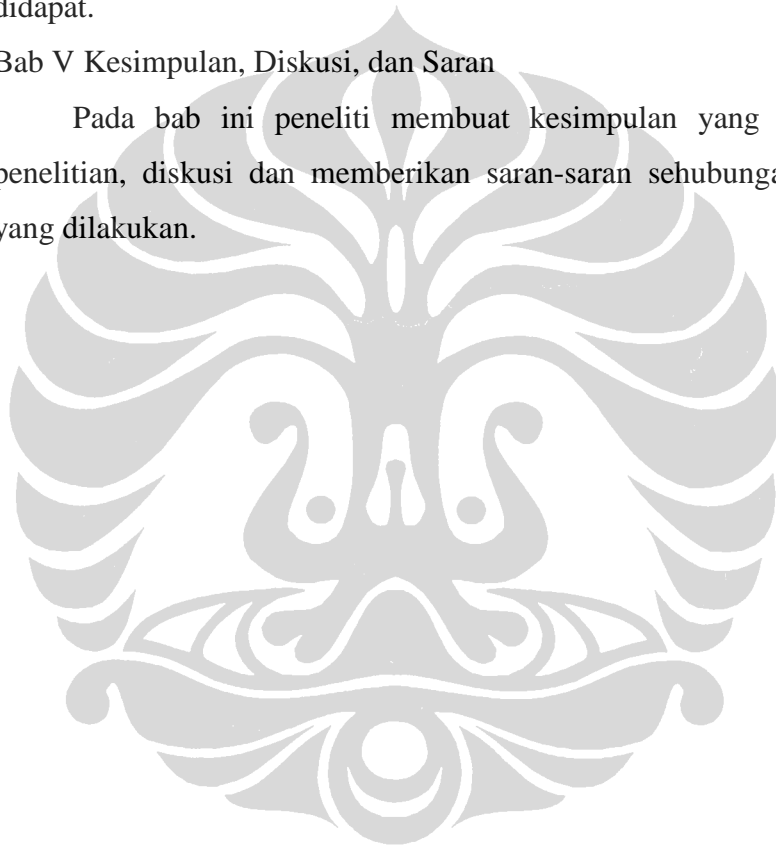 didapat.
Bab V Kesimpulan, Diskusi, dan Saran
Pada bab ini peneliti membuat kesimpulan yang
penelitian, diskusi dan memberikan saran-saran sehubunga
yang dilakukan.